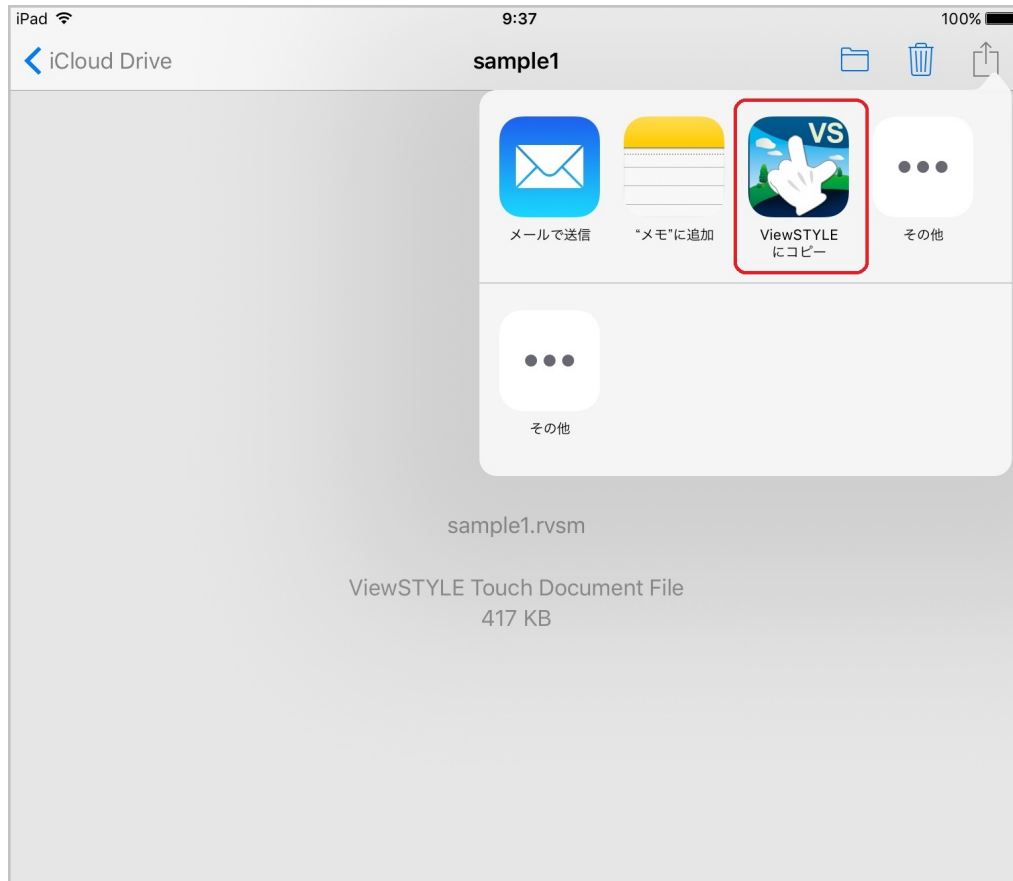 iPad 9:37 100%
iCloud Drive sample1
VS
メールで送信 “メモ”に追加 ViewSTYLE その他
にコピー
その他
sample1.rvsm
ViewSTYLE Touch Document File
417 KB